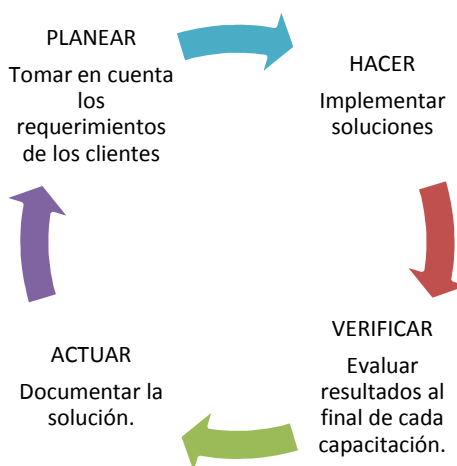 PLANEAR
Tomar en cuenta
los
requerimientos
de los clientes
HACER
Implementar
soluciones
VERIFICAR
Evaluar
resultados al
final de cada
capacitación.
ACTUAR
Documentar la
solución.